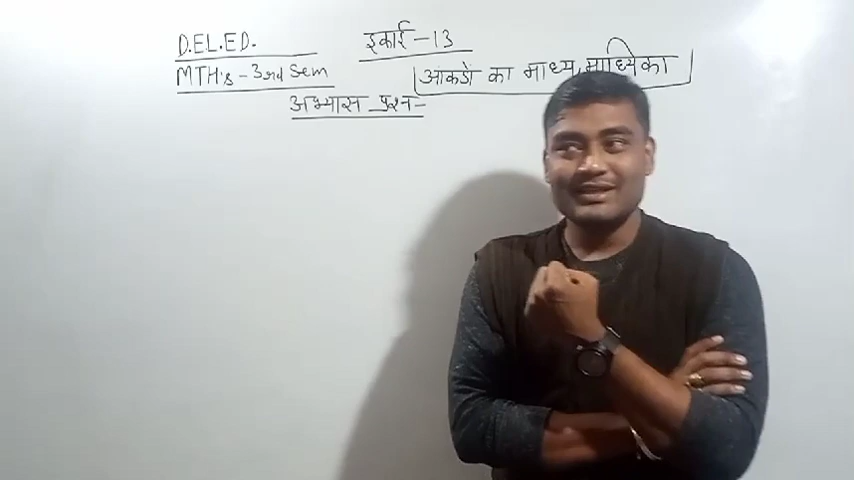 D.EL.ED. इकाई - 13
MTH's - 3rd Sem आंकडो का माध्य, माध्यिका
अभ्यास प्रश्न -